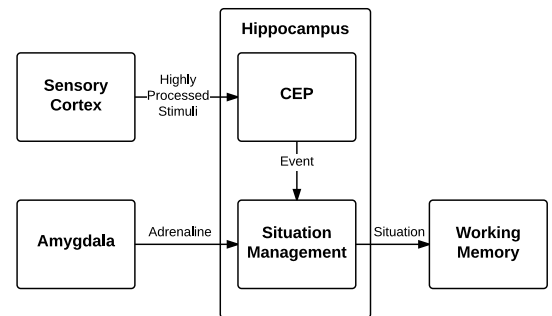 Hippocampus
Sensory
Cortex
Highly
Processed
Stimuli
CEP
Event
Amygdala
Adrenaline
Situation
Management
Situation
Working
Memory